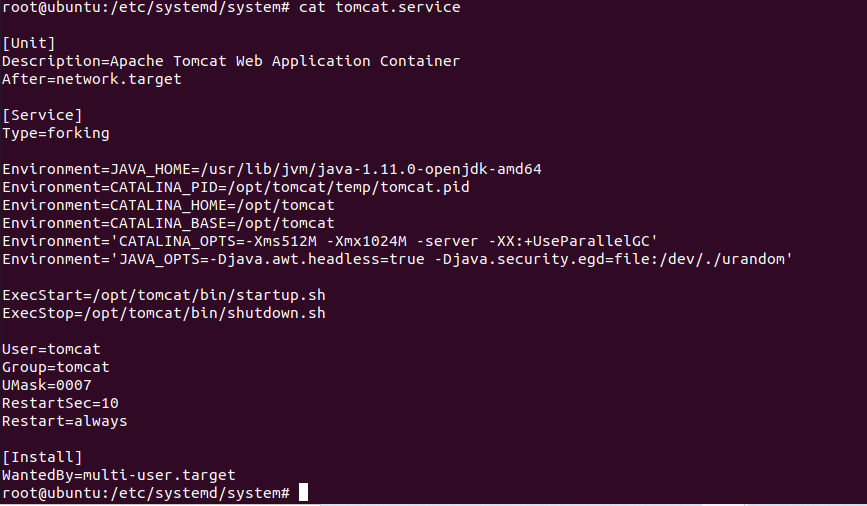 root@ubuntu:/etc/systemd/system# cat tomcat.service
[Unit]
Description=Apache Tomcat Web Application Container
After=network.target
[Service]
Type=forking
Environment=JAVA_HOME=/usr/lib/jvm/java-1.11.0-openjdk-amd64
Environment=CATALINA_PID=/opt/tomcat/temp/tomcat.pid
Environment=CATALINA_HOME=/opt/tomcat
Environment=CATALINA_BASE=/opt/tomcat
Environment='CATALINA_OPTS=-Xms512M -Xmx1024M -server -XX:+UseParallelGC'
Environment='JAVA_OPTS=-Djava.awt.headless=true -Djava.security.egd=file:/dev/./urandom'
ExecStart=/opt/tomcat/bin/startup.sh
ExecStop=/opt/tomcat/bin/shutdown.sh
User=tomcat
Group=tomcat
UMask=0007
RestartSec=10
Restart=always
[Install]
WantedBy=multi-user.target
root@ubuntu:/etc/systemd/system#